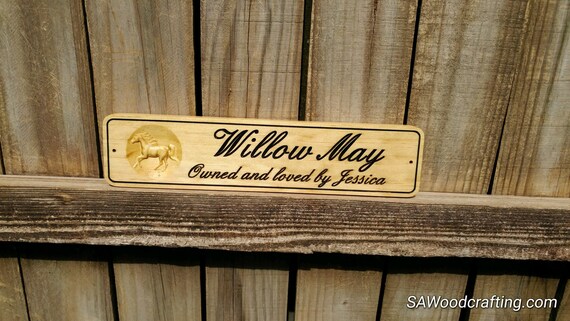 Willow May
Owned and loved by Jessica
SAWoodcrafting.com